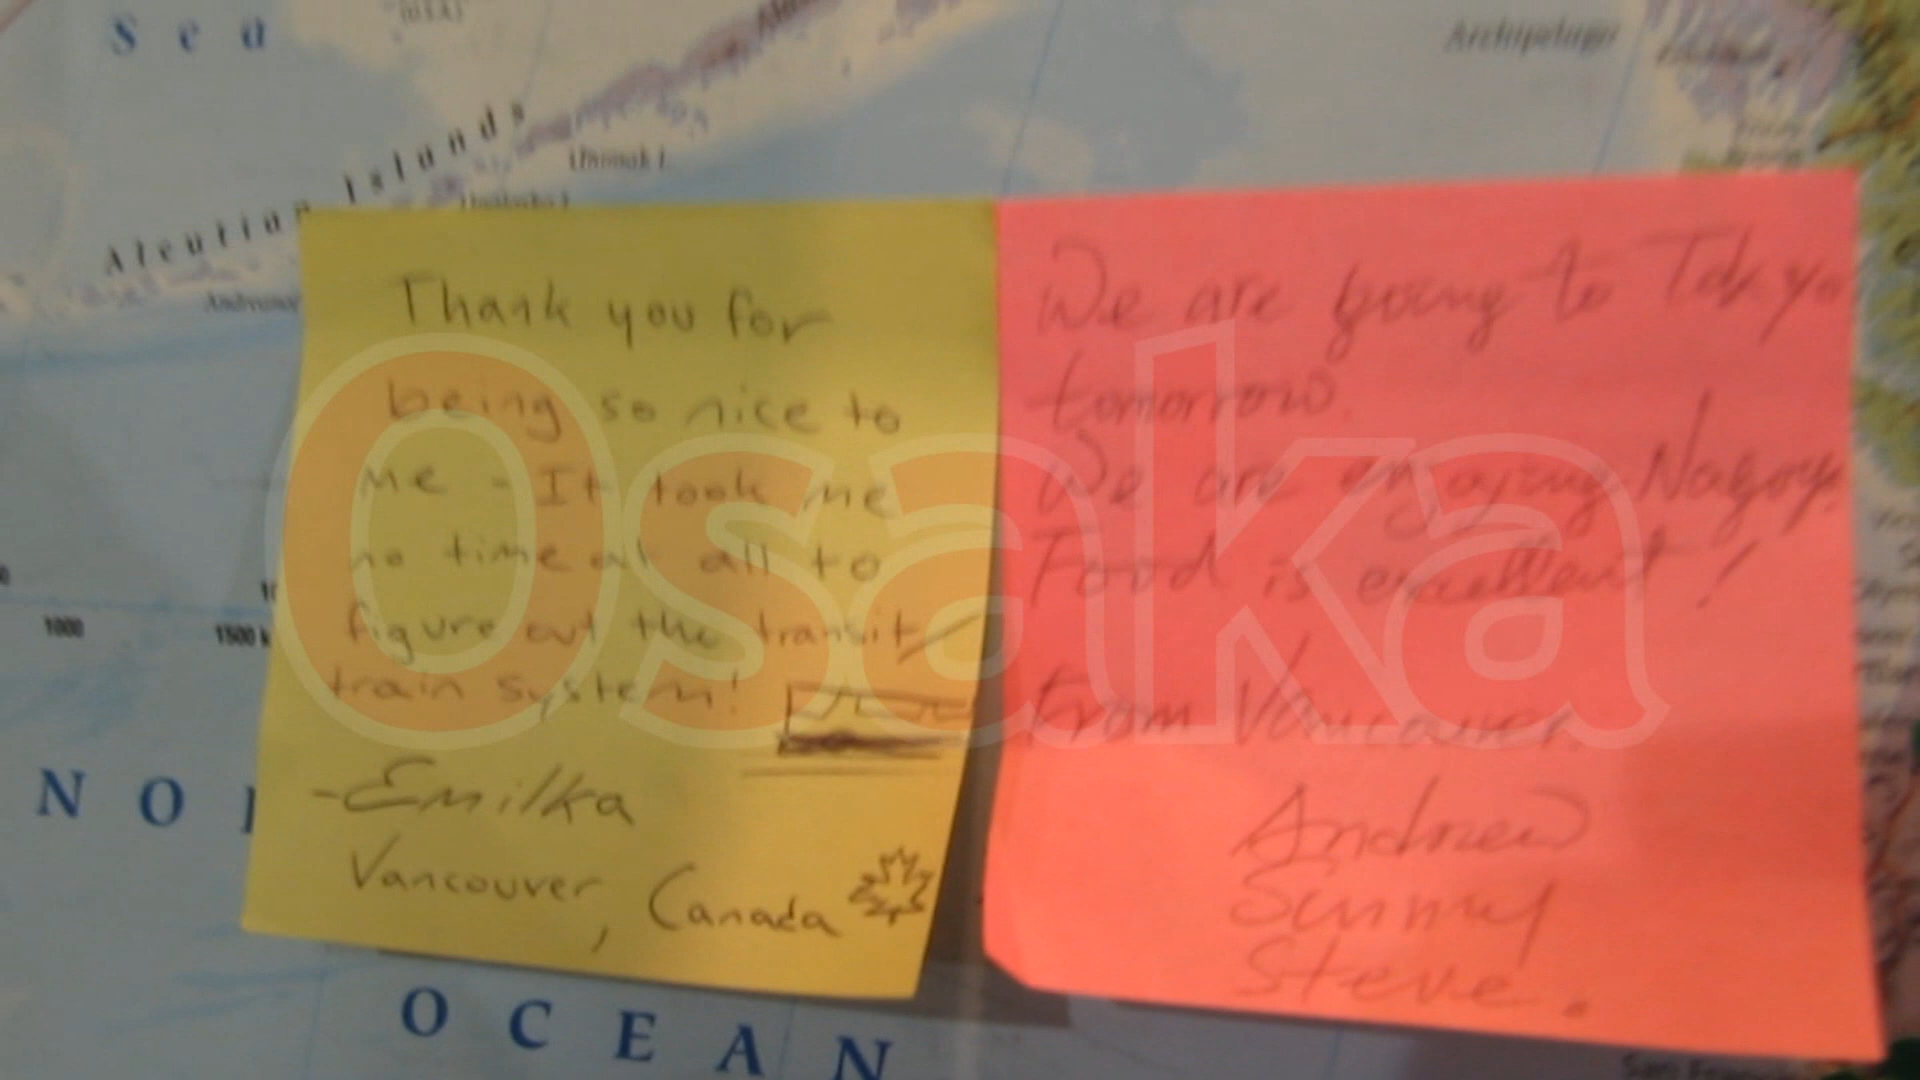 Sea
(U.S.A.)
Archipelago
Aleutian Islands
Unimak I.
Thank you for
being so nice to
me - It took me
no time at all to
figure out the transit/
train system!
-Emilka
Vancouver, Canada
We are going to Tokyo
tomorrow.
We are enjoying Nagoya.
Food is excellent!
From Vancouver.
Andrew
Sunny
Steve.
Osaka
1000
1500 k
NO
OCEAN